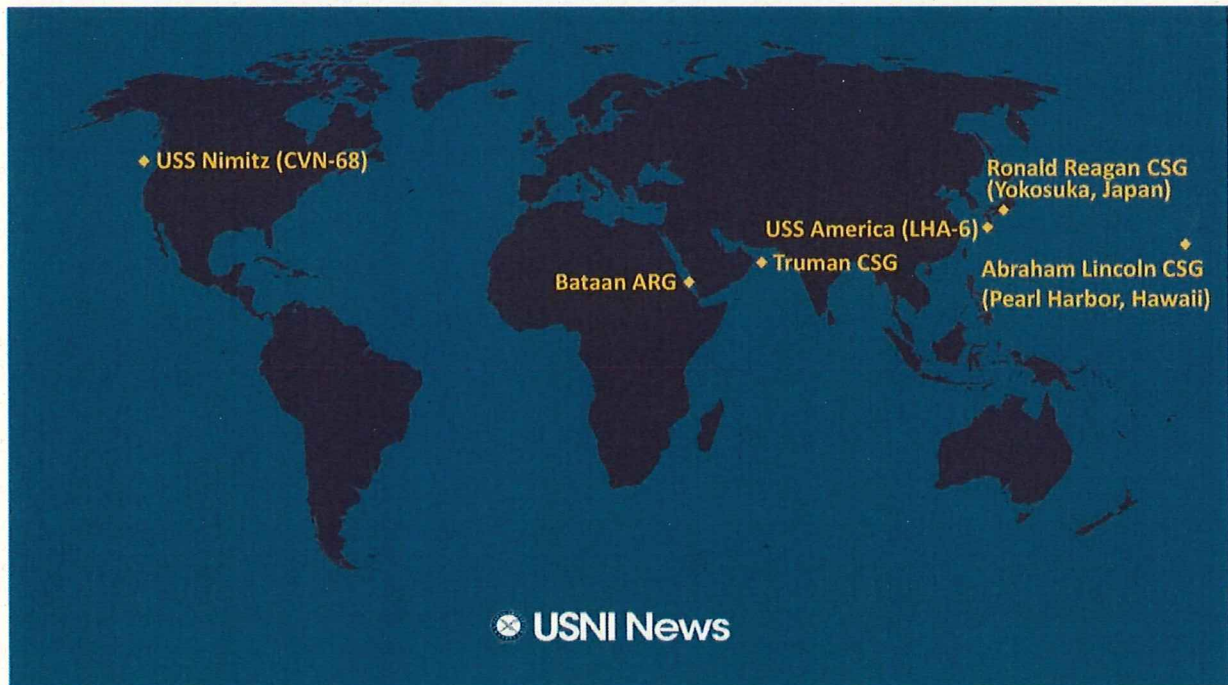 USS Nimitz (CVN-68)
Ronald Reagan CSG
(Yokosuka, Japan)
USS America (LHA-6)
Truman CSG
Abraham Lincoln CSG
(Pearl Harbor, Hawaii)
Bataan ARG
USNI News